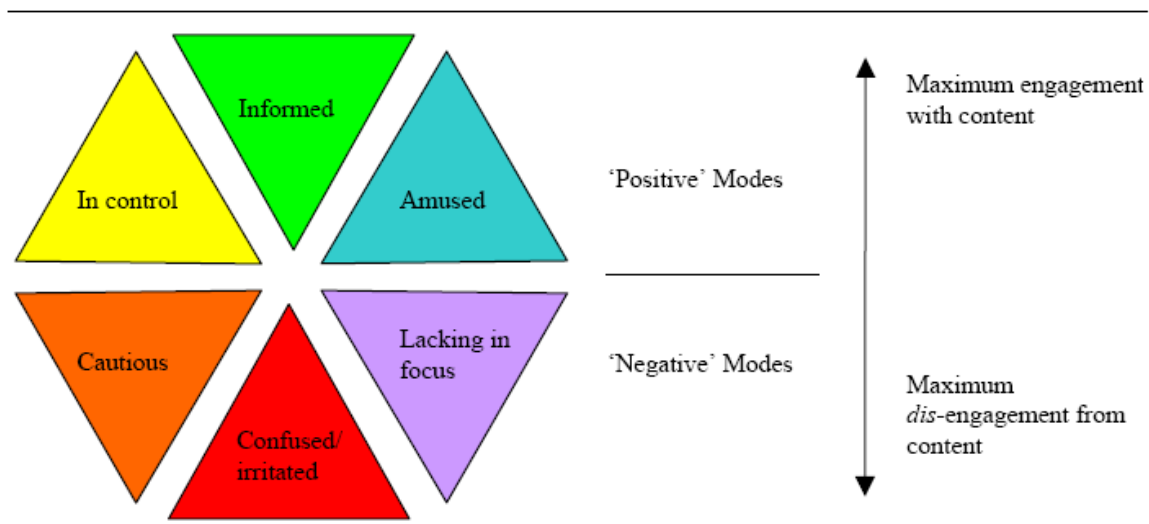 Informed
In control
Amused
Cautious
Lacking in
focus
Confused/
irritated
‘Positive’ Modes
‘Negative’ Modes
Maximum engagement
with content
Maximum
dis-engagement from
content